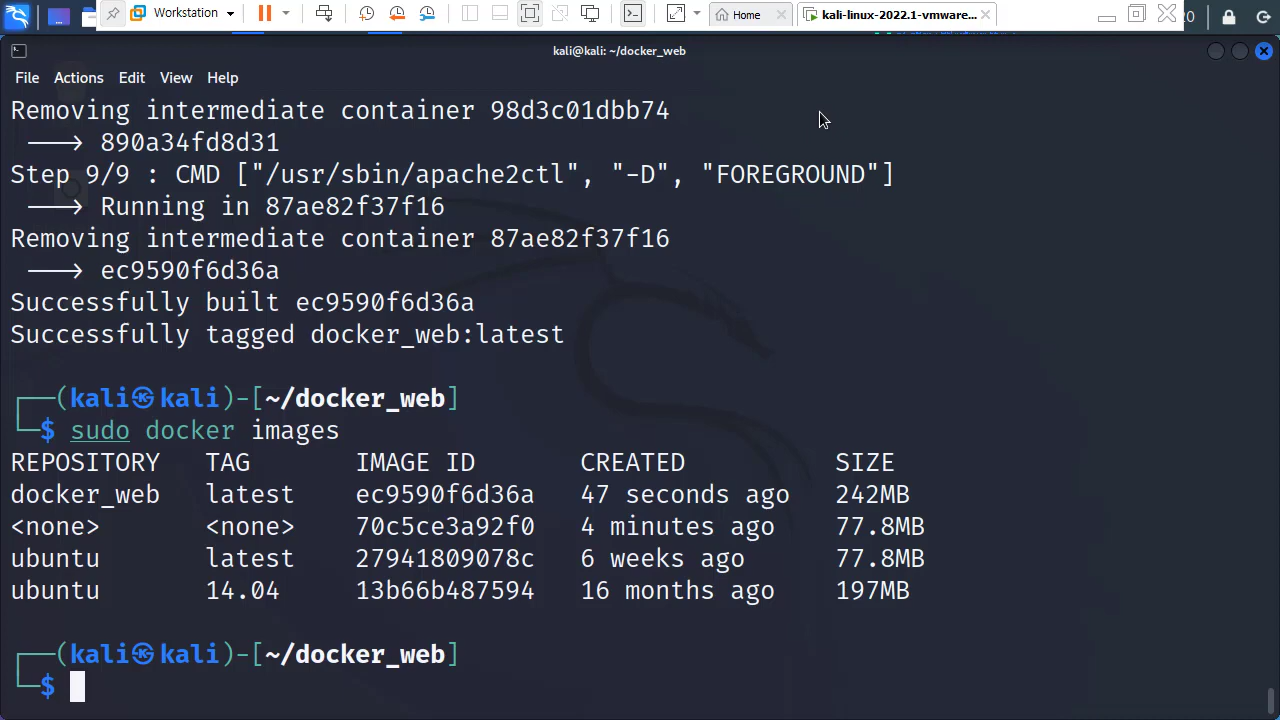 Workstation
Home
kali-linux-2022.1-vmware...
20
kali@kali: ~/docker_web
File Actions Edit View Help
Removing intermediate container 98d3c01dbb74
---> 890a34fd8d31
Step 9/9 : CMD ["/usr/sbin/apache2ctl", "-D", "FOREGROUND"]
---> Running in 87ae82f37f16
Removing intermediate container 87ae82f37f16
---> ec9590f6d36a
Successfully built ec9590f6d36a
Successfully tagged docker_web:latest
┌──(kali㉿kali)-[~/docker_web]
└─$ sudo docker images
REPOSITORY TAG IMAGE ID CREATED SIZE
docker_web latest ec9590f6d36a 47 seconds ago 242MB
<none> <none> 70c5ce3a92f0 4 minutes ago 77.8MB
ubuntu latest 27941809078c 6 weeks ago 77.8MB
ubuntu 14.04 13b66b487594 16 months ago 197MB
┌──(kali㉿kali)-[~/docker_web]
└─$